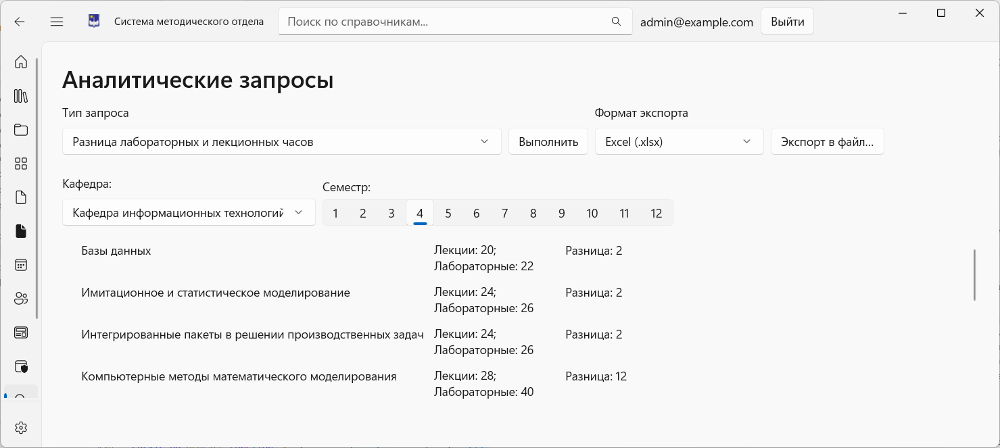 Система методического отдела
Поиск по справочникам...
admin@example.com
Выйти
Аналитические запросы
Тип запроса
Формат экспорта
Разница лабораторных и лекционных часов
Выполнить
Excel (.xlsx)
Экспорт в файл...
Кафедра:
Семестр:
Кафедра информационных технологий
1 2 3 4 5 6 7 8 9 10 11 12
Базы данных
Лекции: 20;
Лабораторные: 22
Разница: 2
Имитационное и статистическое моделирование
Лекции: 24;
Лабораторные: 26
Разница: 2
Интегрированные пакеты в решении производственных задач
Лекции: 24;
Лабораторные: 26
Разница: 2
Компьютерные методы математического моделирования
Лекции: 28;
Лабораторные: 40
Разница: 12